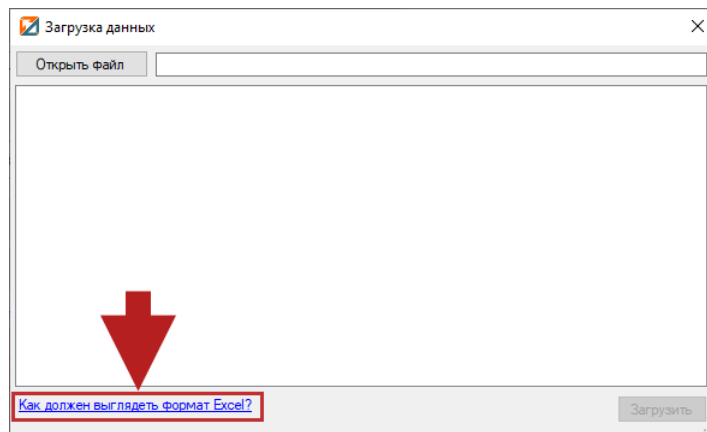 Загрузка данных
Открыть файл
Как должен выглядеть формат Excel?
Загрузить